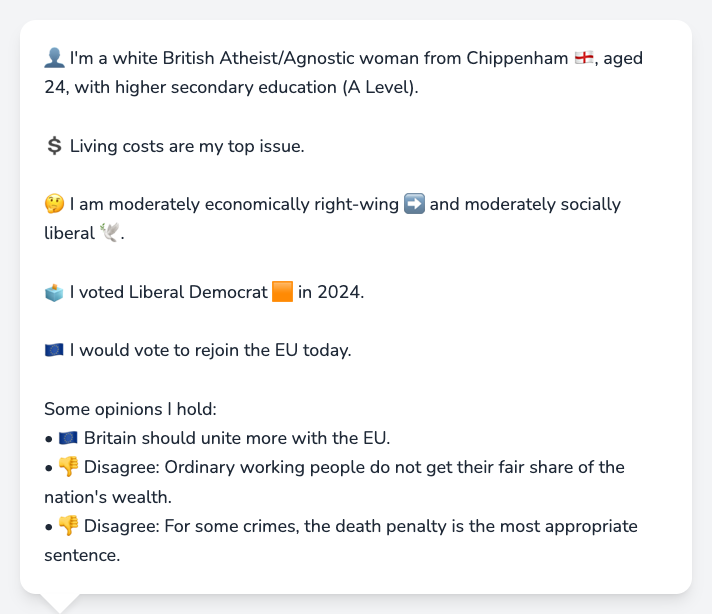 👤 I'm a white British Atheist/Agnostic woman from Chippenham 🏴󠁧󠁢󠁥󠁮󠁧󠁿, aged
24, with higher secondary education (A Level).
💲 Living costs are my top issue.
🤔 I am moderately economically right-wing ➡️ and moderately socially
liberal 🕊️.
🗳️ I voted Liberal Democrat 🟧 in 2024.
🇪🇺 I would vote to rejoin the EU today.
Some opinions I hold:
• 🇪🇺 Britain should unite more with the EU.
• 👎 Disagree: Ordinary working people do not get their fair share of the
nation's wealth.
• 👎 Disagree: For some crimes, the death penalty is the most appropriate
sentence.